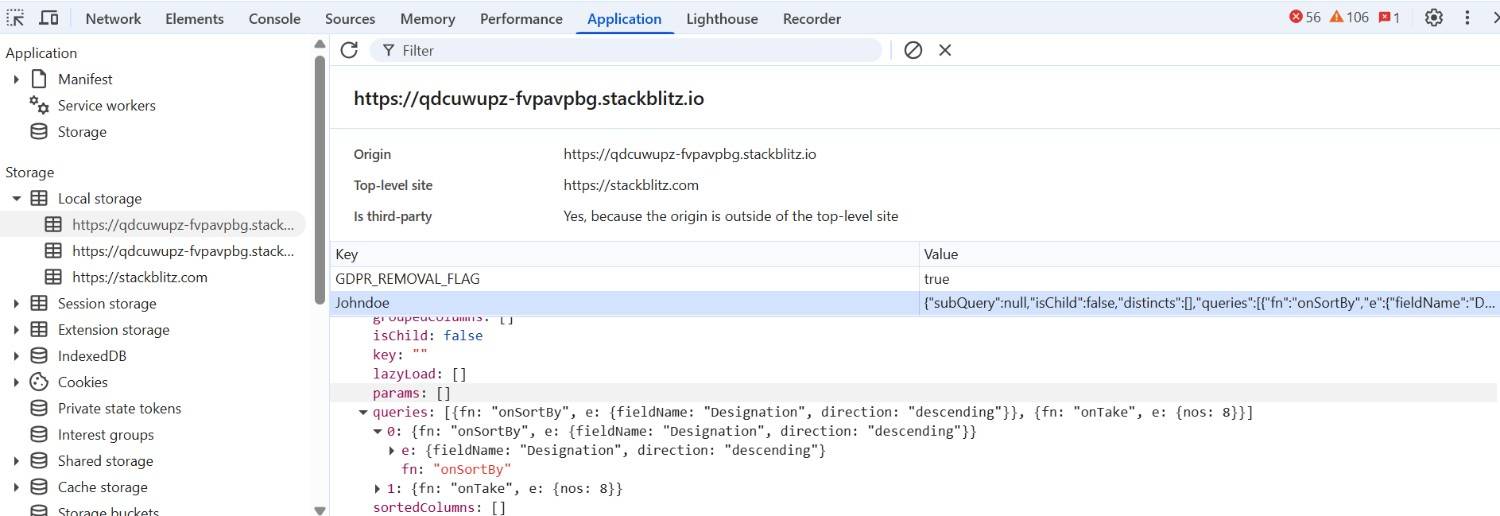 Network Elements Console Sources Memory Performance Application Lighthouse Recorder 56 106 1
Application
Manifest
Service workers
Storage
Storage
Local storage
https://qdcuwupz-fvpavpbg.stack...
https://qdcuwupz-fvpavpbg.stack...
https://stackblitz.com
Session storage
Extension storage
IndexedDB
Cookies
Private state tokens
Interest groups
Shared storage
Cache storage
Storage buckets
Filter
https://qdcuwupz-fvpavpbg.stackblitz.io
Origin https://qdcuwupz-fvpavpbg.stackblitz.io
Top-level site https://stackblitz.com
Is third-party Yes, because the origin is outside of the top-level site
Key Value
GDPR_REMOVAL_FLAG true
Johndoe {"subQuery":null,"isChild":false,"distincts":[],"queries":[{"fn":"onSortBy","e":{"fieldName":"D...
groupedColumns: []
isChild: false
key: ""
lazyLoad: []
params: []
queries: [{fn: "onSortBy", e: {fieldName: "Designation", direction: "descending"}}, {fn: "onTake", e: {nos: 8}}]
0: {fn: "onSortBy", e: {fieldName: "Designation", direction: "descending"}}
e: {fieldName: "Designation", direction: "descending"}
fn: "onSortBy"
1: {fn: "onTake", e: {nos: 8}}
sortedColumns: []